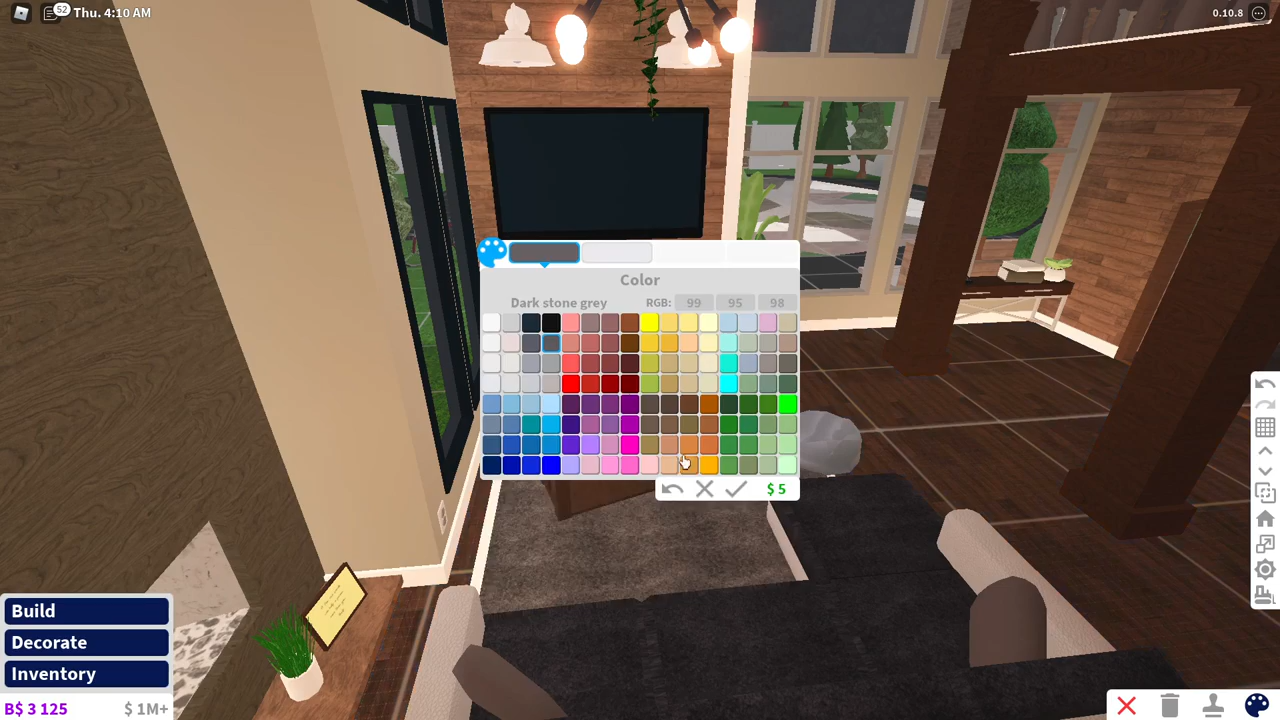 52 Thu. 4:10 AM
0.10.8
Color
Dark stone grey RGB: 99 95 98
$ 5
Build
Decorate
Inventory
B$ 3 125 $ 1M+